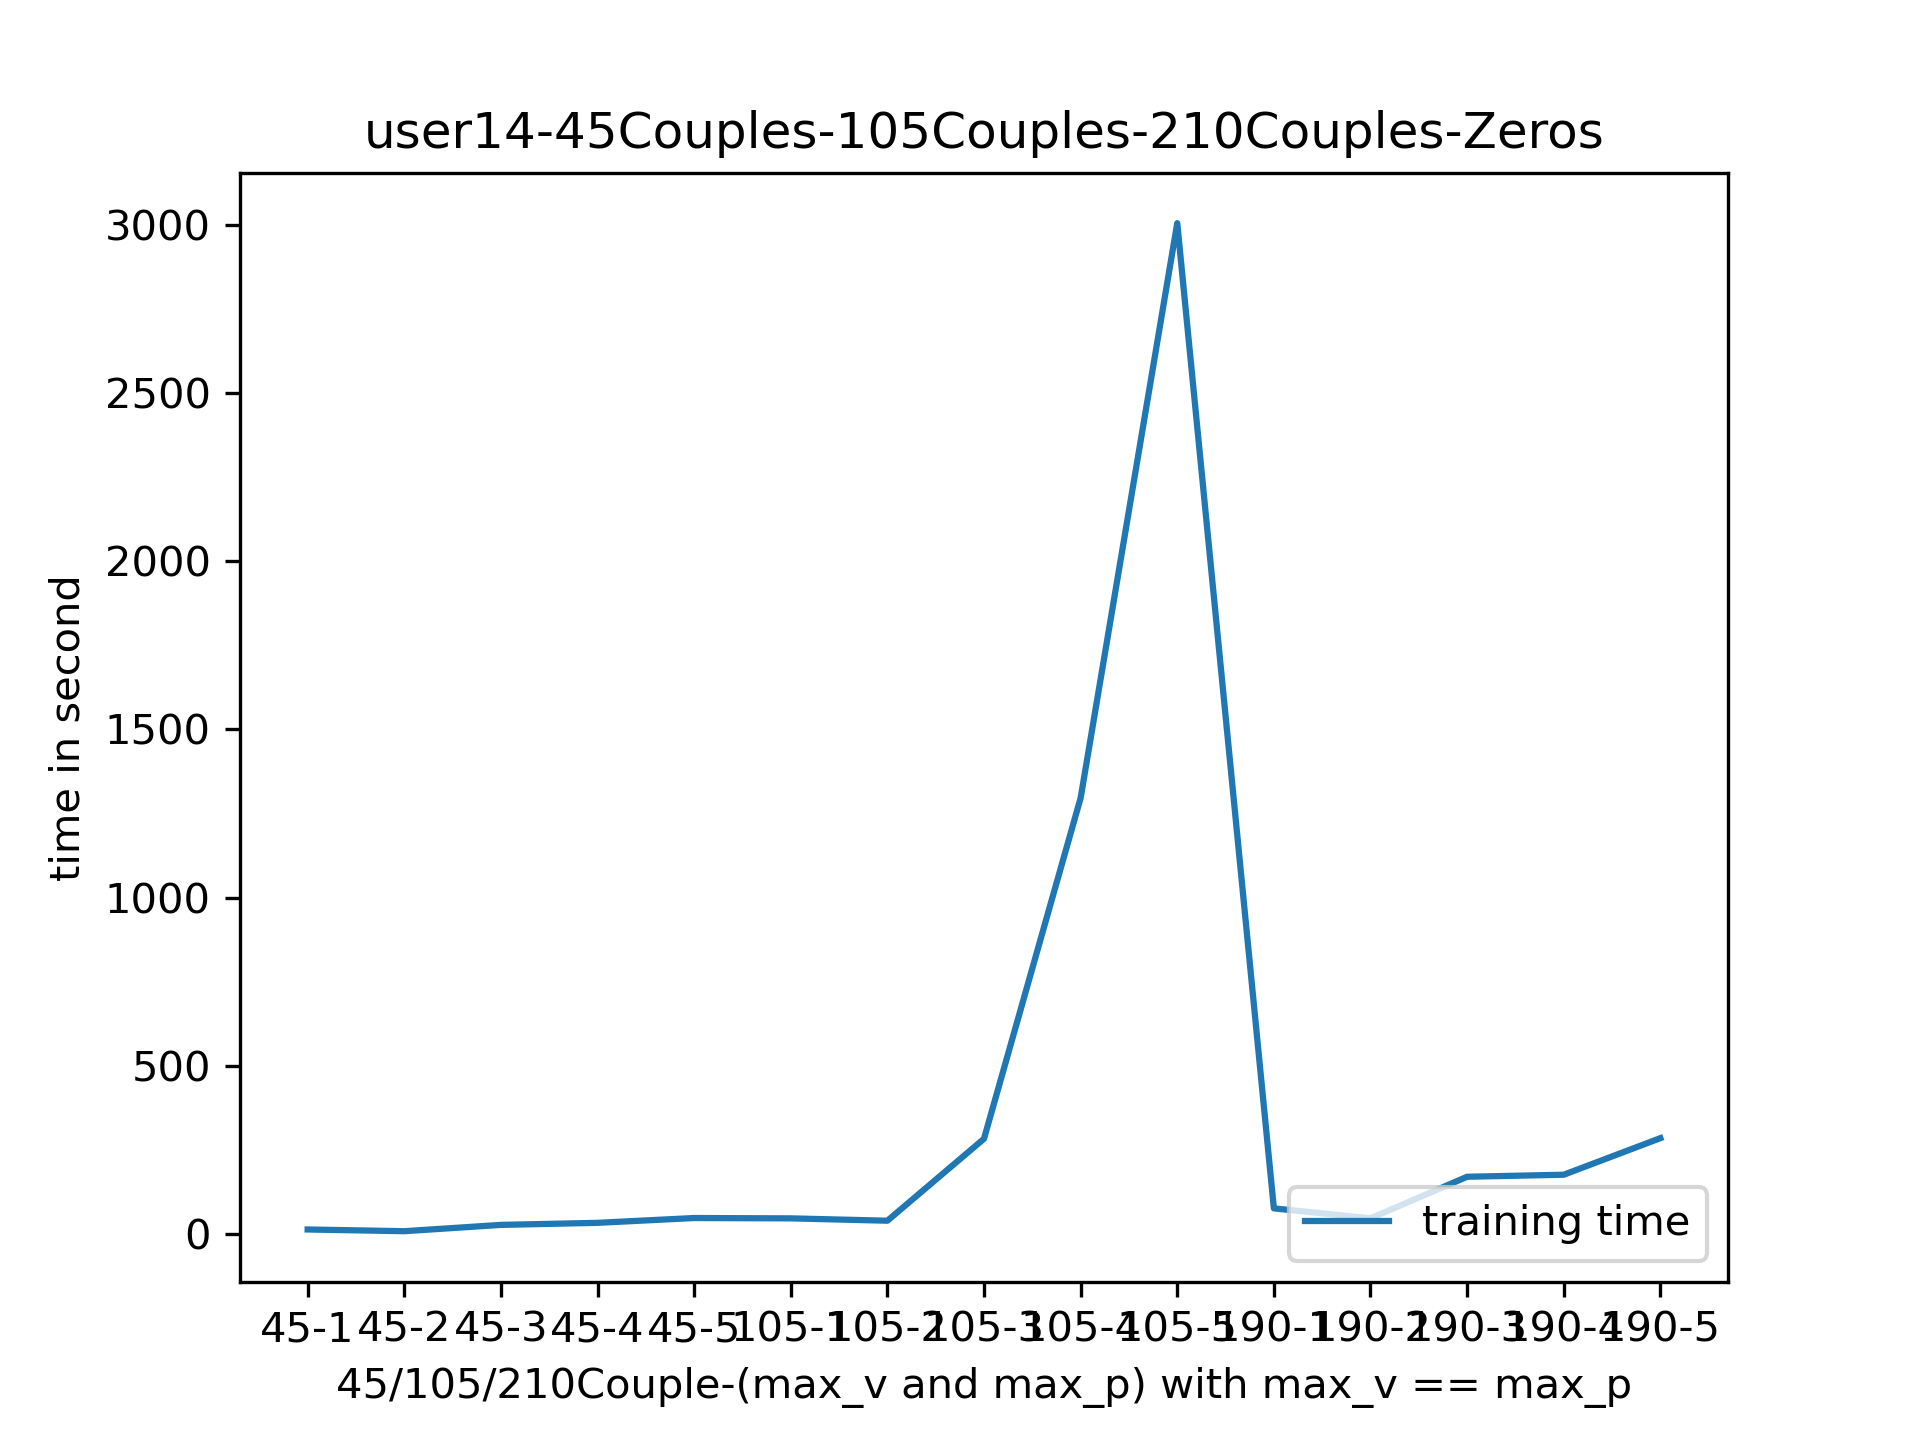 user14-45Couples-105Couples-210Couples-Zeros
3000
2500
2000
1500
1000
500
0
time in second
training time
45-1 45-2 45-3 45-4 45-5 105-1 105-2 105-3 105-4 105-5 190-1 190-2 190-3 190-4 190-5
45/105/210Couple-(max_v and max_p) with max_v == max_p